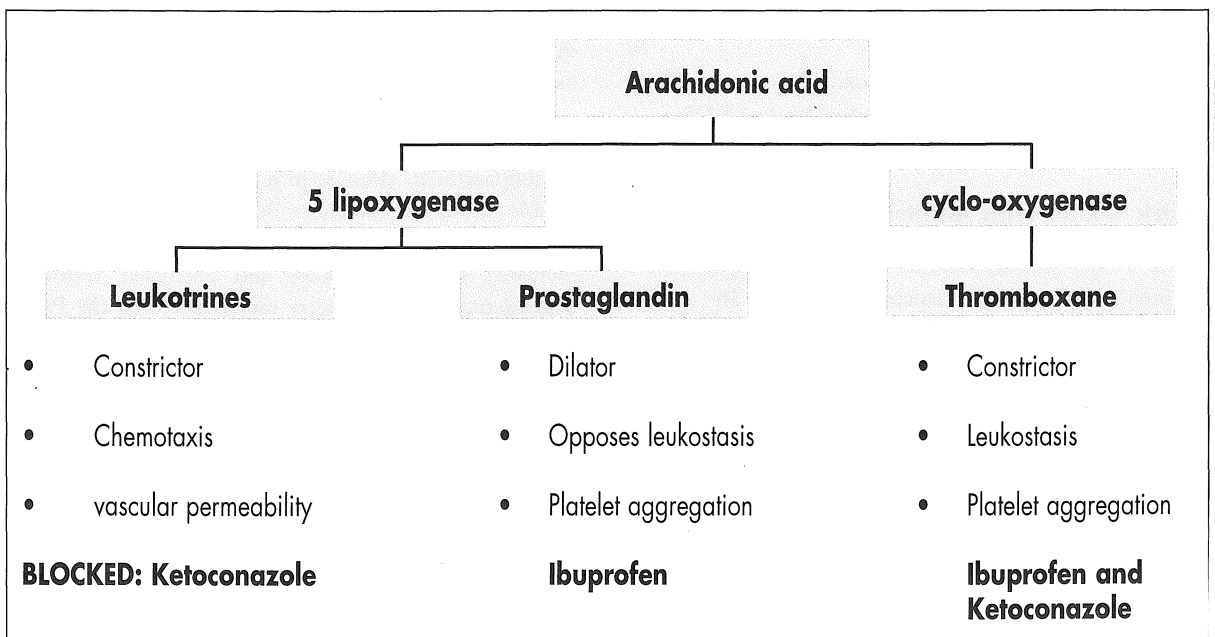 Arachidonic acid
5 lipoxygenase
cyclo-oxygenase
Leukotrines
Prostaglandin
Thromboxane
• Constrictor
• Chemotaxis
• vascular permeability
BLOCKED: Ketoconazole
• Dilator
• Opposes leukostasis
• Platelet aggregation
Ibuprofen
• Constrictor
• Leukostasis
• Platelet aggregation
Ibuprofen and
Ketoconazole